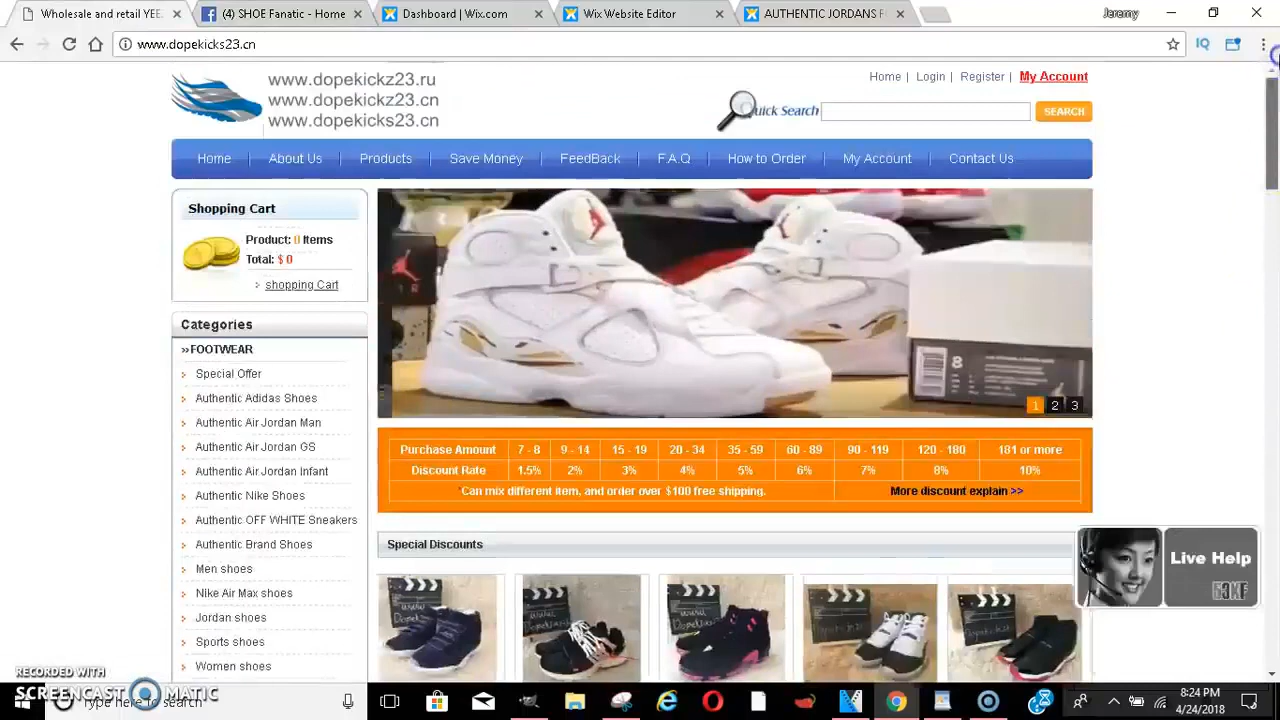 Wholesale and retail YEE
(4) SHOE Fanatic - Home
Dashboard | Wix.com
Wix Website Editor
AUTHENTIC JORDANS F
Jeremy
www.dopekicks23.cn
www.dopekickz23.ru
www.dopekickz23.cn
www.dopekicks23.cn
Home | Login | Register | My Account
Quick Search
SEARCH
Home
About Us
Products
Save Money
FeedBack
F.A.Q
How to Order
My Account
Contact Us
Shopping Cart
Product: 0 Items
Total: $ 0
shopping Cart
Categories
»FOOTWEAR
Special Offer
Authentic Adidas Shoes
Authentic Air Jordan Man
Authentic Air Jordan GS
Authentic Air Jordan Infant
Authentic Nike Shoes
Authentic OFF WHITE Sneakers
Authentic Brand Shoes
Men shoes
Nike Air Max shoes
Jordan shoes
Sports shoes
Women shoes
8
1 2 3
Purchase Amount 7 - 8 9 - 14 15 - 19 20 - 34 35 - 59 60 - 89 90 - 119 120 - 180 181 or more
Discount Rate 1.5% 2% 3% 4% 5% 6% 7% 8% 10%
*Can mix different item, and order over $100 free shipping.
More discount explain >>
Special Discounts
Live Help
53KF
RECORDED WITH
SCREENCAST MATIC
Type here to search
8:24 PM
4/24/2018